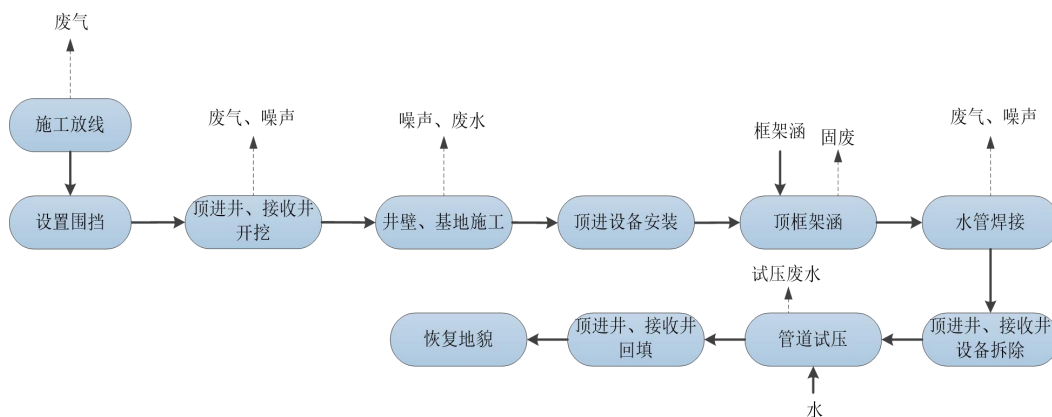 废气
施工放线
废气、噪声
噪声、废水
框架涵
固废
废气、噪声
设置围挡
顶进井、接收井
开挖
井壁、基地施工
顶进设备安装
顶框架涵
水管焊接
试压废水
恢复地貌
顶进井、接收井
回填
管道试压
顶进井、接收井
设备拆除
水